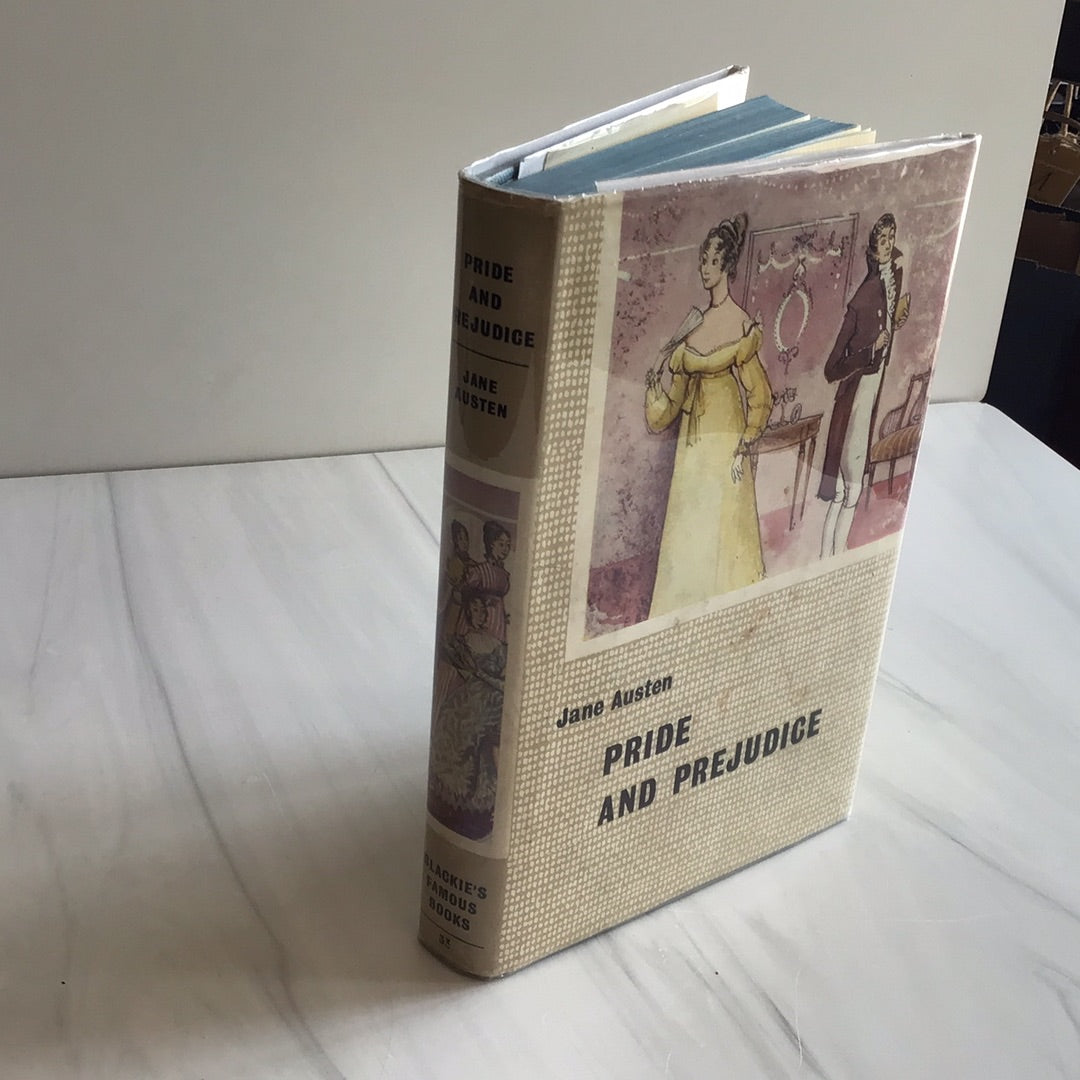 PRIDE
AND
PREJUDICE
JANE
AUSTEN
BLACKIE'S
FAMOUS
BOOKS
Jane Austen
PRIDE
AND PREJUDICE